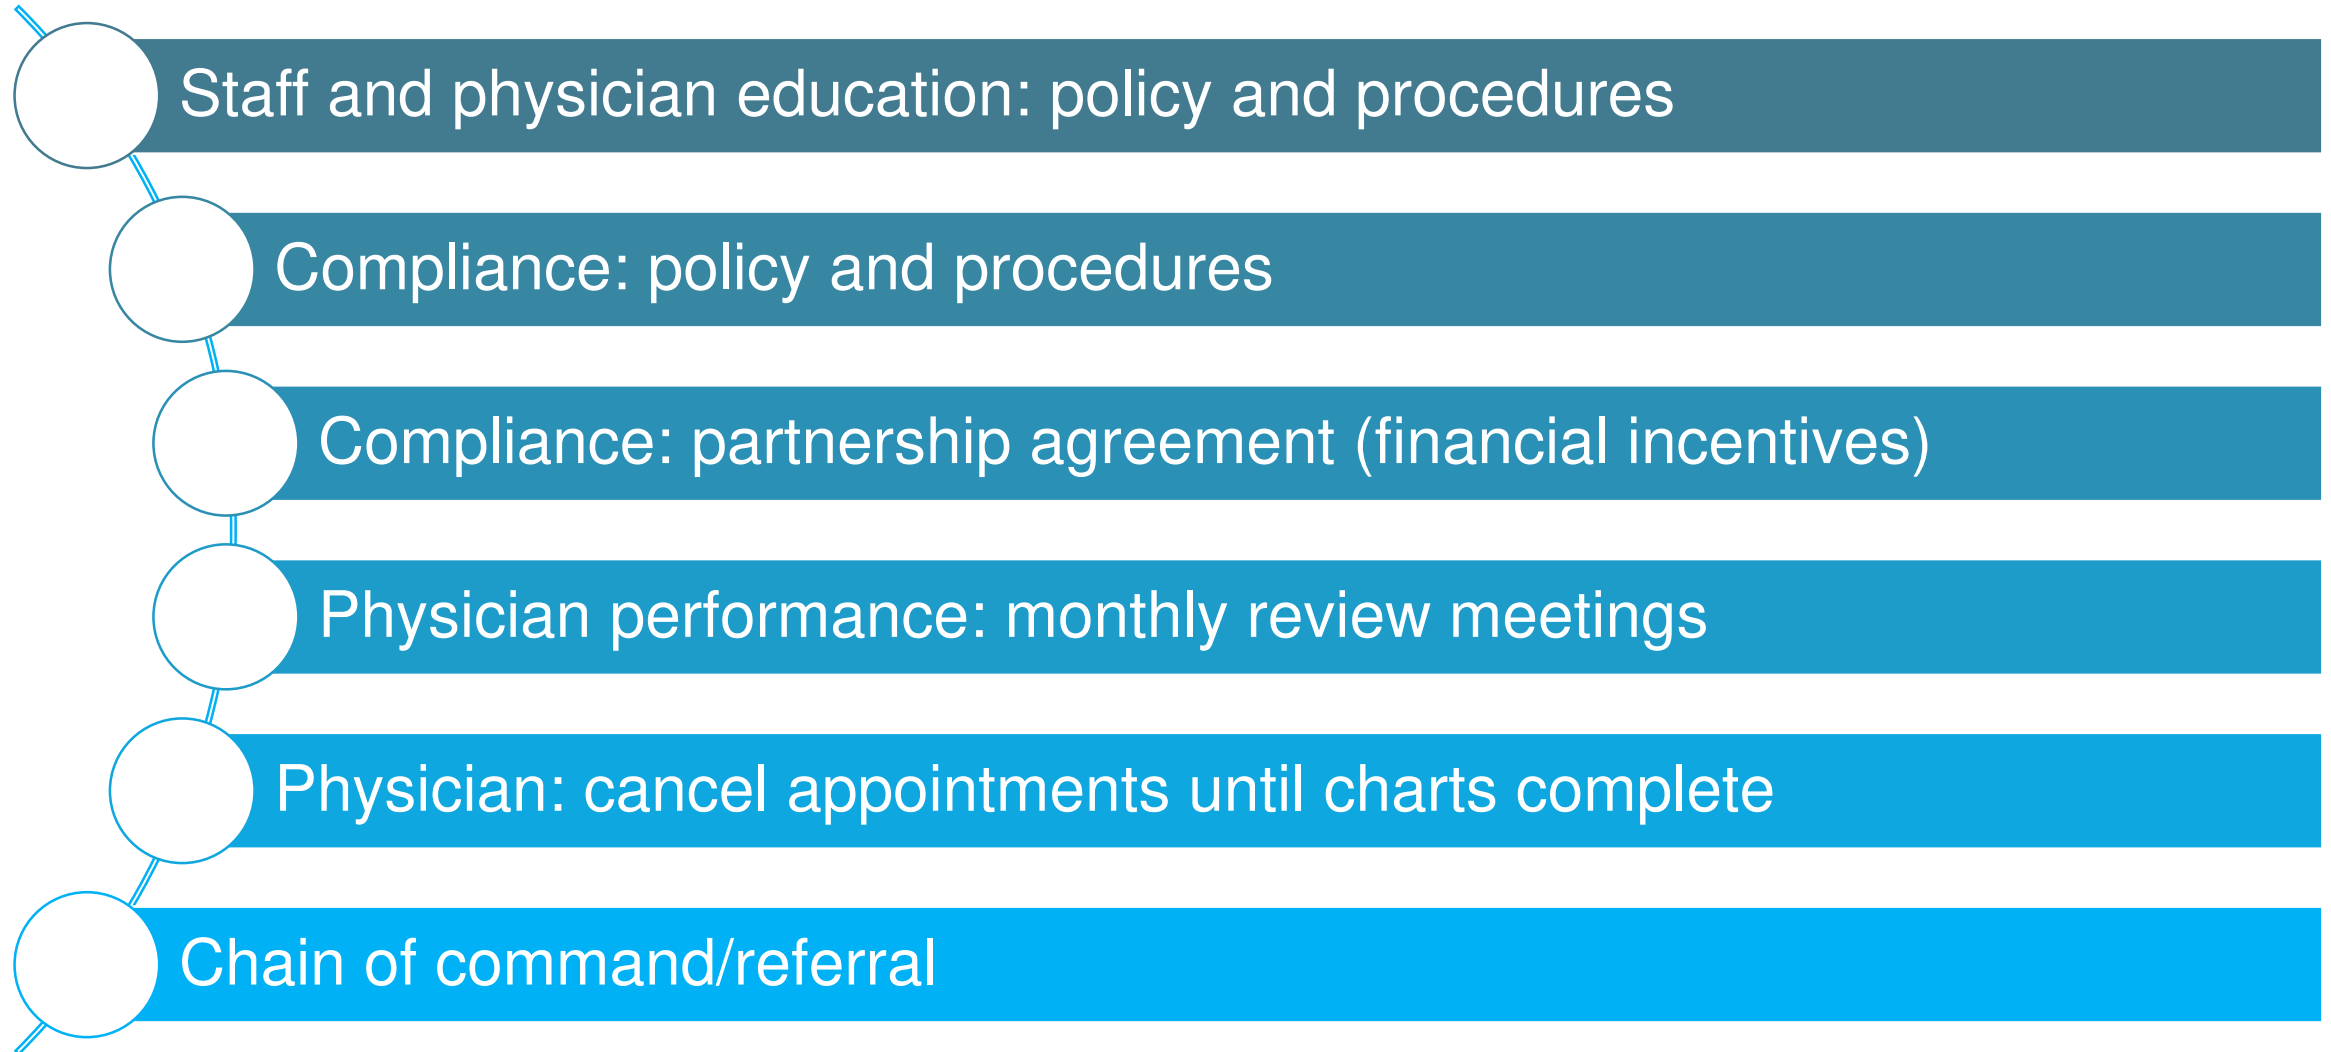 Staff and physician education: policy and procedures
Compliance: policy and procedures
Compliance: partnership agreement (financial incentives)
Physician performance: monthly review meetings
Physician: cancel appointments until charts complete
Chain of command/referral